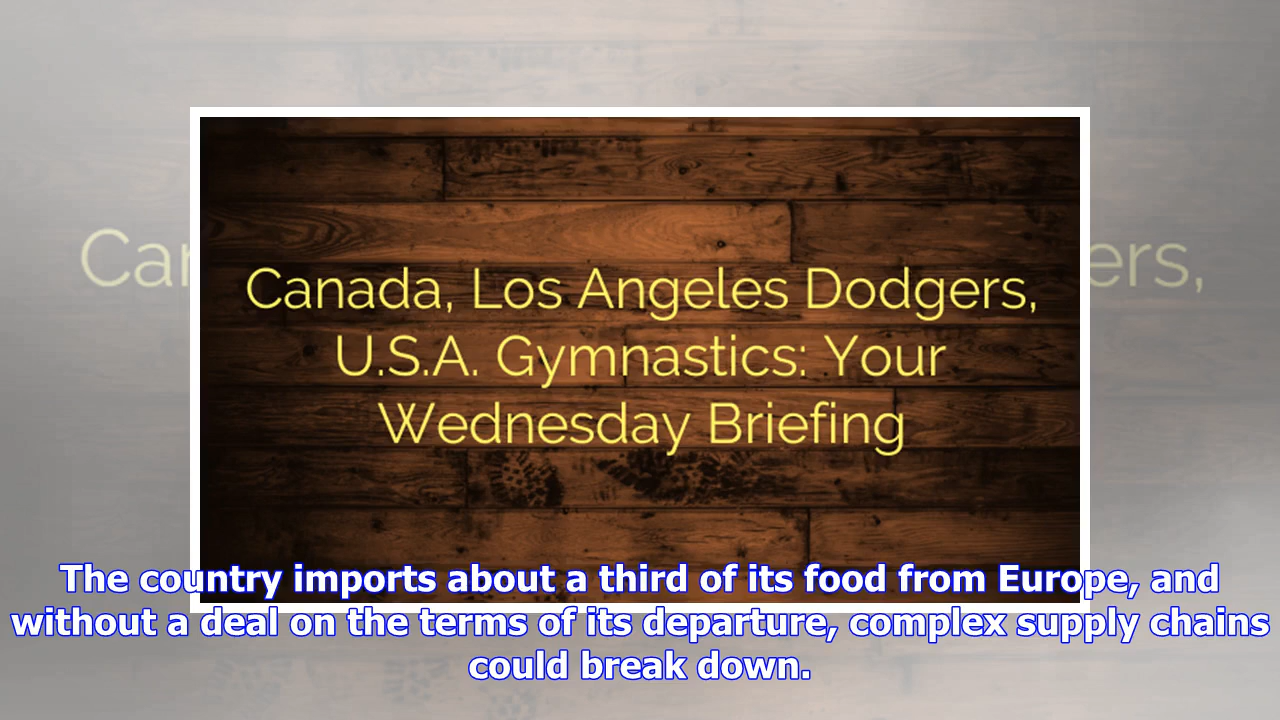 Canada, Los Angeles Dodgers,
U.S.A. Gymnastics: Your
Wednesday Briefing
The country imports about a third of its food from Europe, and
without a deal on the terms of its departure, complex supply chains
could break down.